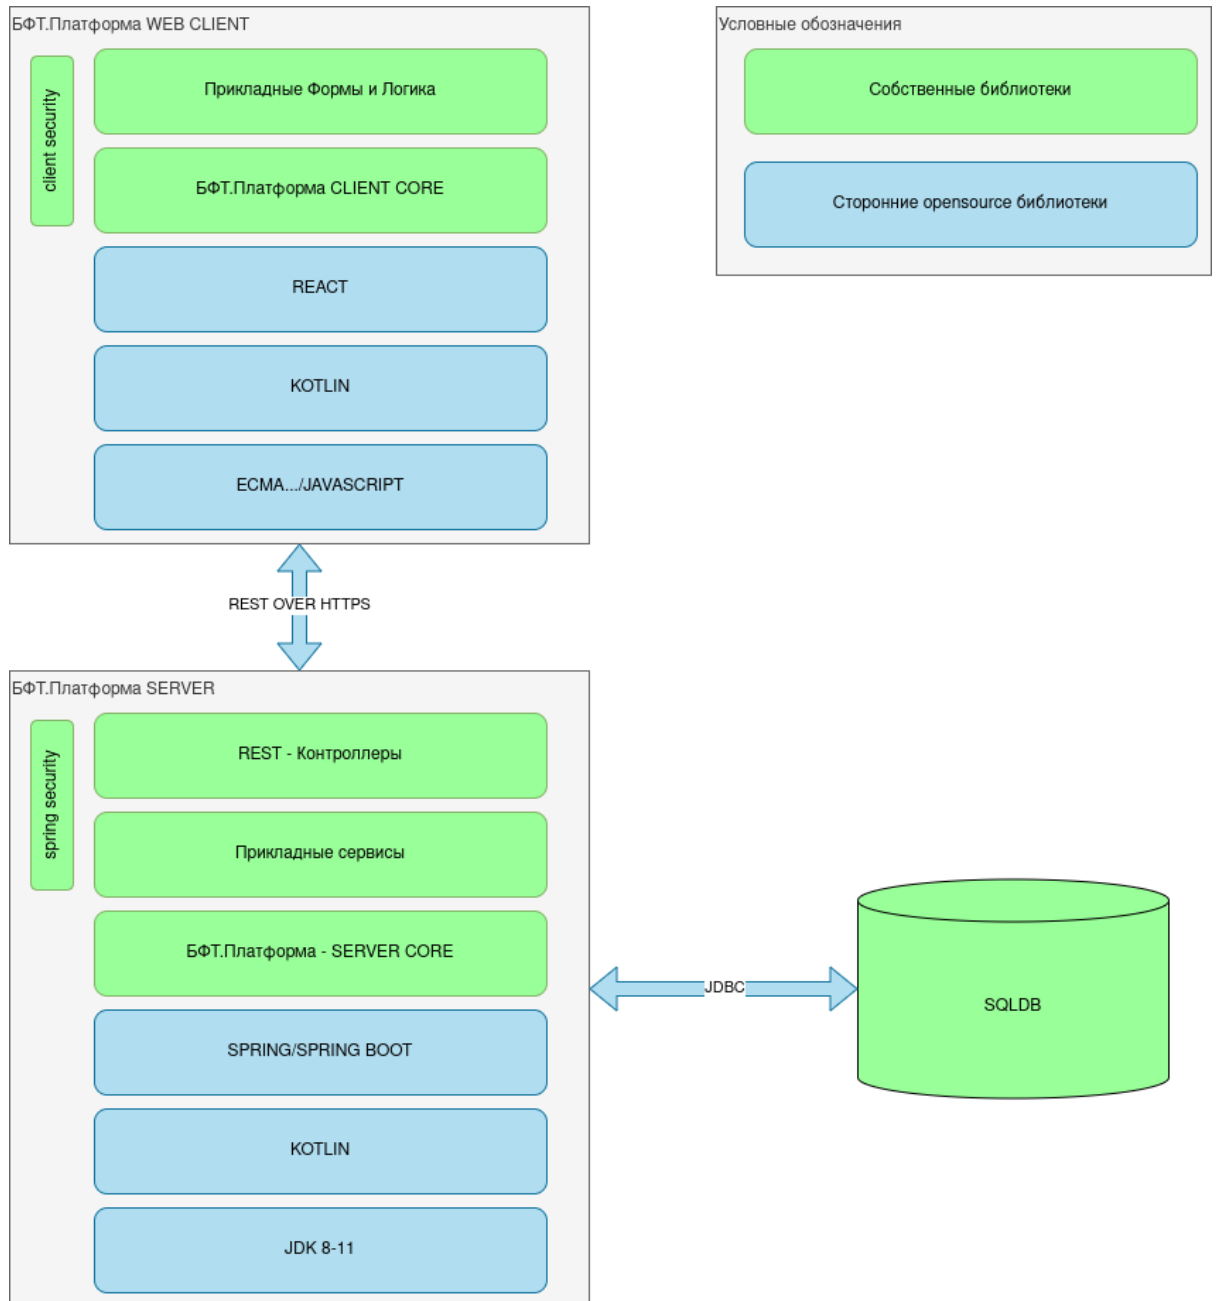 БФТ.Платформа WEB CLIENT
client security
Прикладные Формы и Логика
БФТ.Платформа CLIENT CORE
REACT
KOTLIN
ECMA.../JAVASCRIPT
Условные обозначения
Собственные библиотеки
Сторонние opensource библиотеки
REST OVER HTTPS
БФТ.Платформа SERVER
spring security
REST - Контроллеры
Прикладные сервисы
БФТ.Платформа - SERVER CORE
SPRING/SPRING BOOT
KOTLIN
JDK 8-11
JDBC
SQLDB